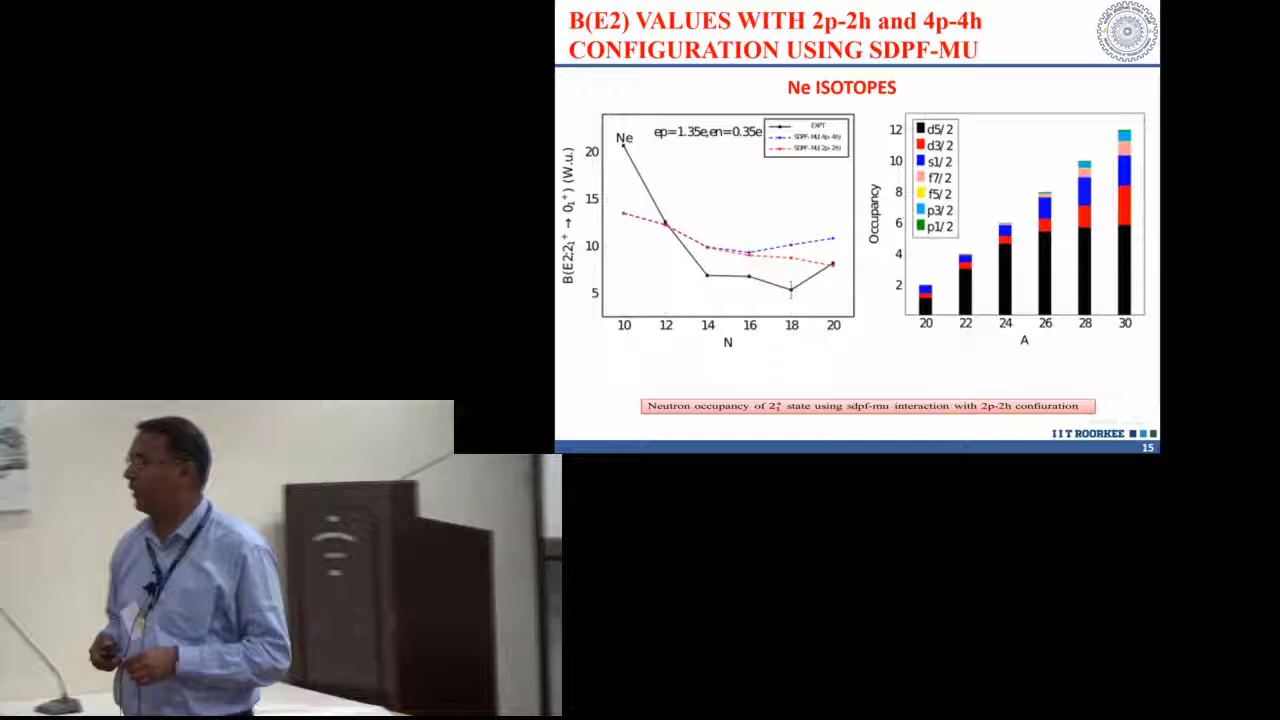 B(E2) VALUES WITH 2p-2h and 4p-4h
CONFIGURATION USING SDPF-MU
Ne ISOTOPES
B(E2;2₁⁺ → 0₁⁺) (W.u.)
20
15
10
5
Ne
ep=1.35e,en=0.35e
EXPT
SDPF-MU(4p-4h)
SDPF-MU(2p-2h)
10 12 14 16 18 20
N
Occupancy
12
10
8
6
4
2
d5/2
d3/2
s1/2
f7/2
f5/2
p3/2
p1/2
20 22 24 26 28 30
A
Neutron occupancy of 2₁⁺ state using sdpf-mu interaction with 2p-2h confiuration
IIT ROORKEE
15